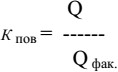 Q
К пов = ------
Q фак.